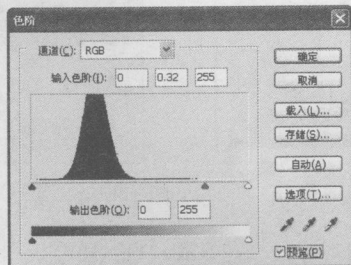 色阶
通道(C): RGB
输入色阶(I): 0 0.32 255
输出色阶(O): 0 255
确定
取消
载入(L)...
存储(S)...
自动(A)
选项(T)...
预览(P)